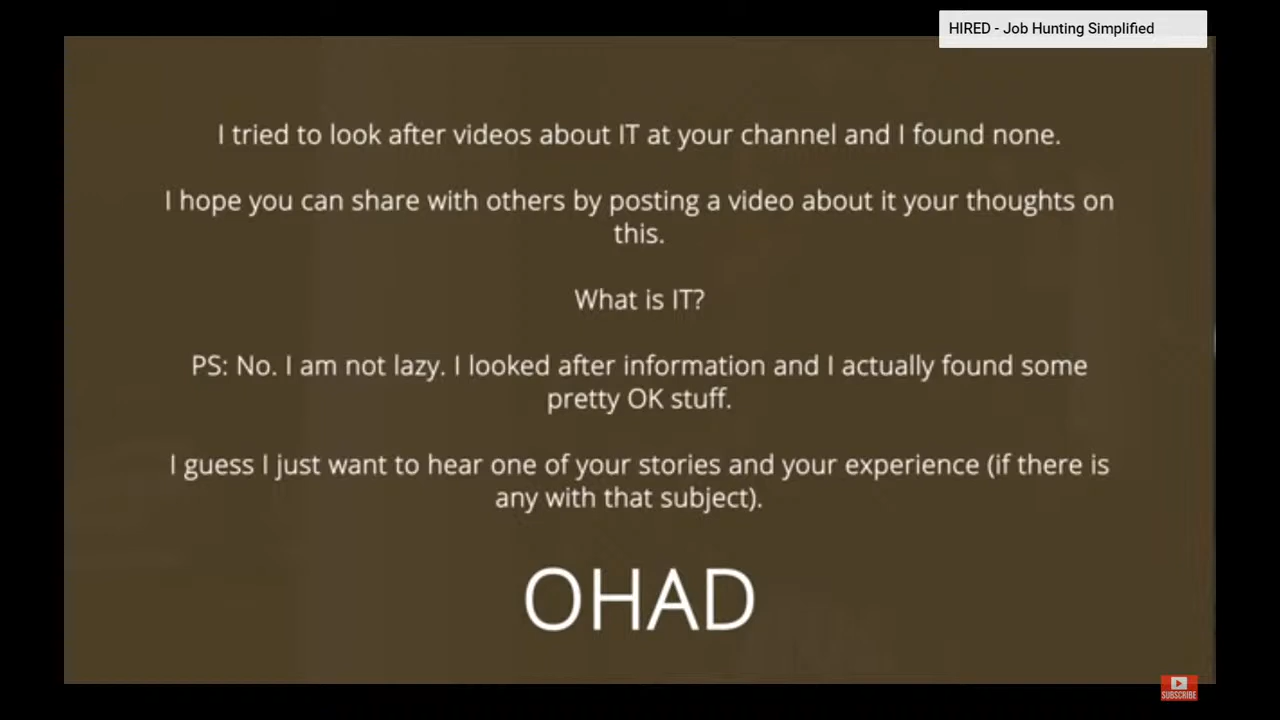 HIRED - Job Hunting Simplified
I tried to look after videos about IT at your channel and I found none.
I hope you can share with others by posting a video about it your thoughts on
this.
What is IT?
PS: No. I am not lazy. I looked after information and I actually found some
pretty OK stuff.
I guess I just want to hear one of your stories and your experience (if there is
any with that subject).
OHAD
SUBSCRIBE